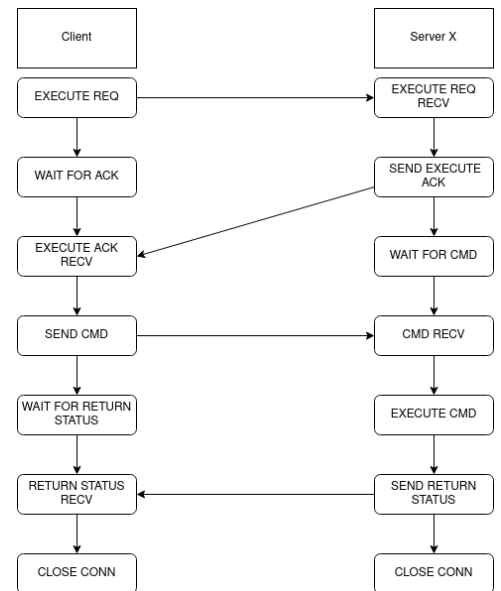 Client
Server X
EXECUTE REQ
EXECUTE REQ
RECV
WAIT FOR ACK
SEND EXECUTE
ACK
EXECUTE ACK
RECV
WAIT FOR CMD
SEND CMD
CMD RECV
WAIT FOR RETURN
STATUS
EXECUTE CMD
RETURN STATUS
RECV
SEND RETURN
STATUS
CLOSE CONN
CLOSE CONN